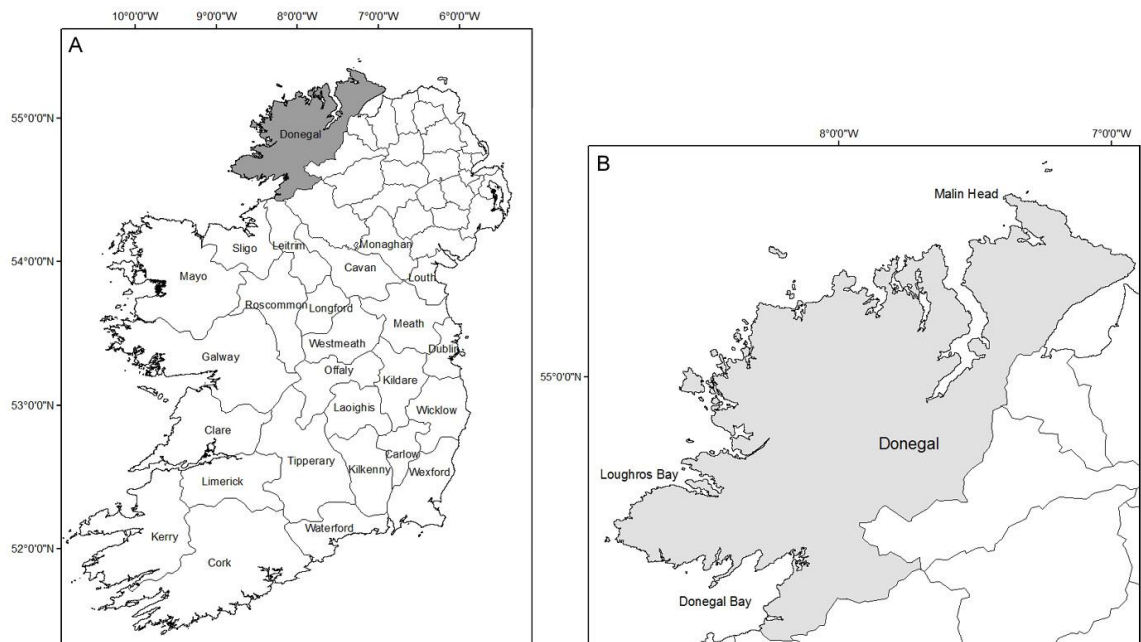 10°0'0"W 9°0'0"W 8°0'0"W 7°0'0"W 6°0'0"W
A
55°0'0"N
Donegal
Sligo
Leitrim
Monaghan
54°0'0"N
Mayo
Cavan
Louth
Roscommon
Longford
Meath
Westmeath
Dublin
Galway
Offaly
Kildare
53°0'0"N
Laoighis
Wicklow
Clare
Carlow
Tipperary
Kilkenny
Wexford
Limerick
Waterford
Kerry
52°0'0"N
Cork
8°0'0"W 7°0'0"W
B
Malin Head
55°0'0"N
Donegal
Loughros Bay
Donegal Bay